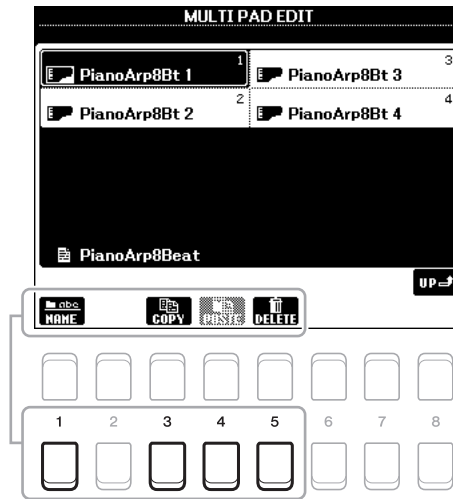 MULTI PAD EDIT
PianoArp8Bt 1 1
PianoArp8Bt 3 3
PianoArp8Bt 2 2
PianoArp8Bt 4 4
PianoArp8Beat
UP
abc
NAME COPY PASTE DELETE
1 2 3 4 5 6 7 8